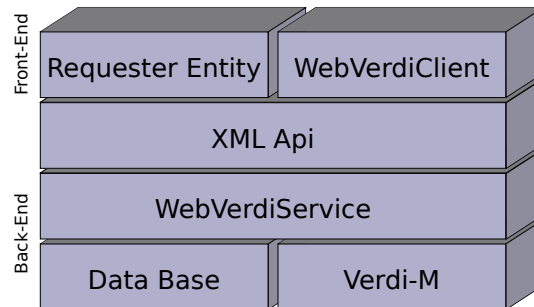 Front-End
Requester Entity
WebVerdiClient
XML Api
Back-End
WebVerdiService
Data Base
Verdi-M